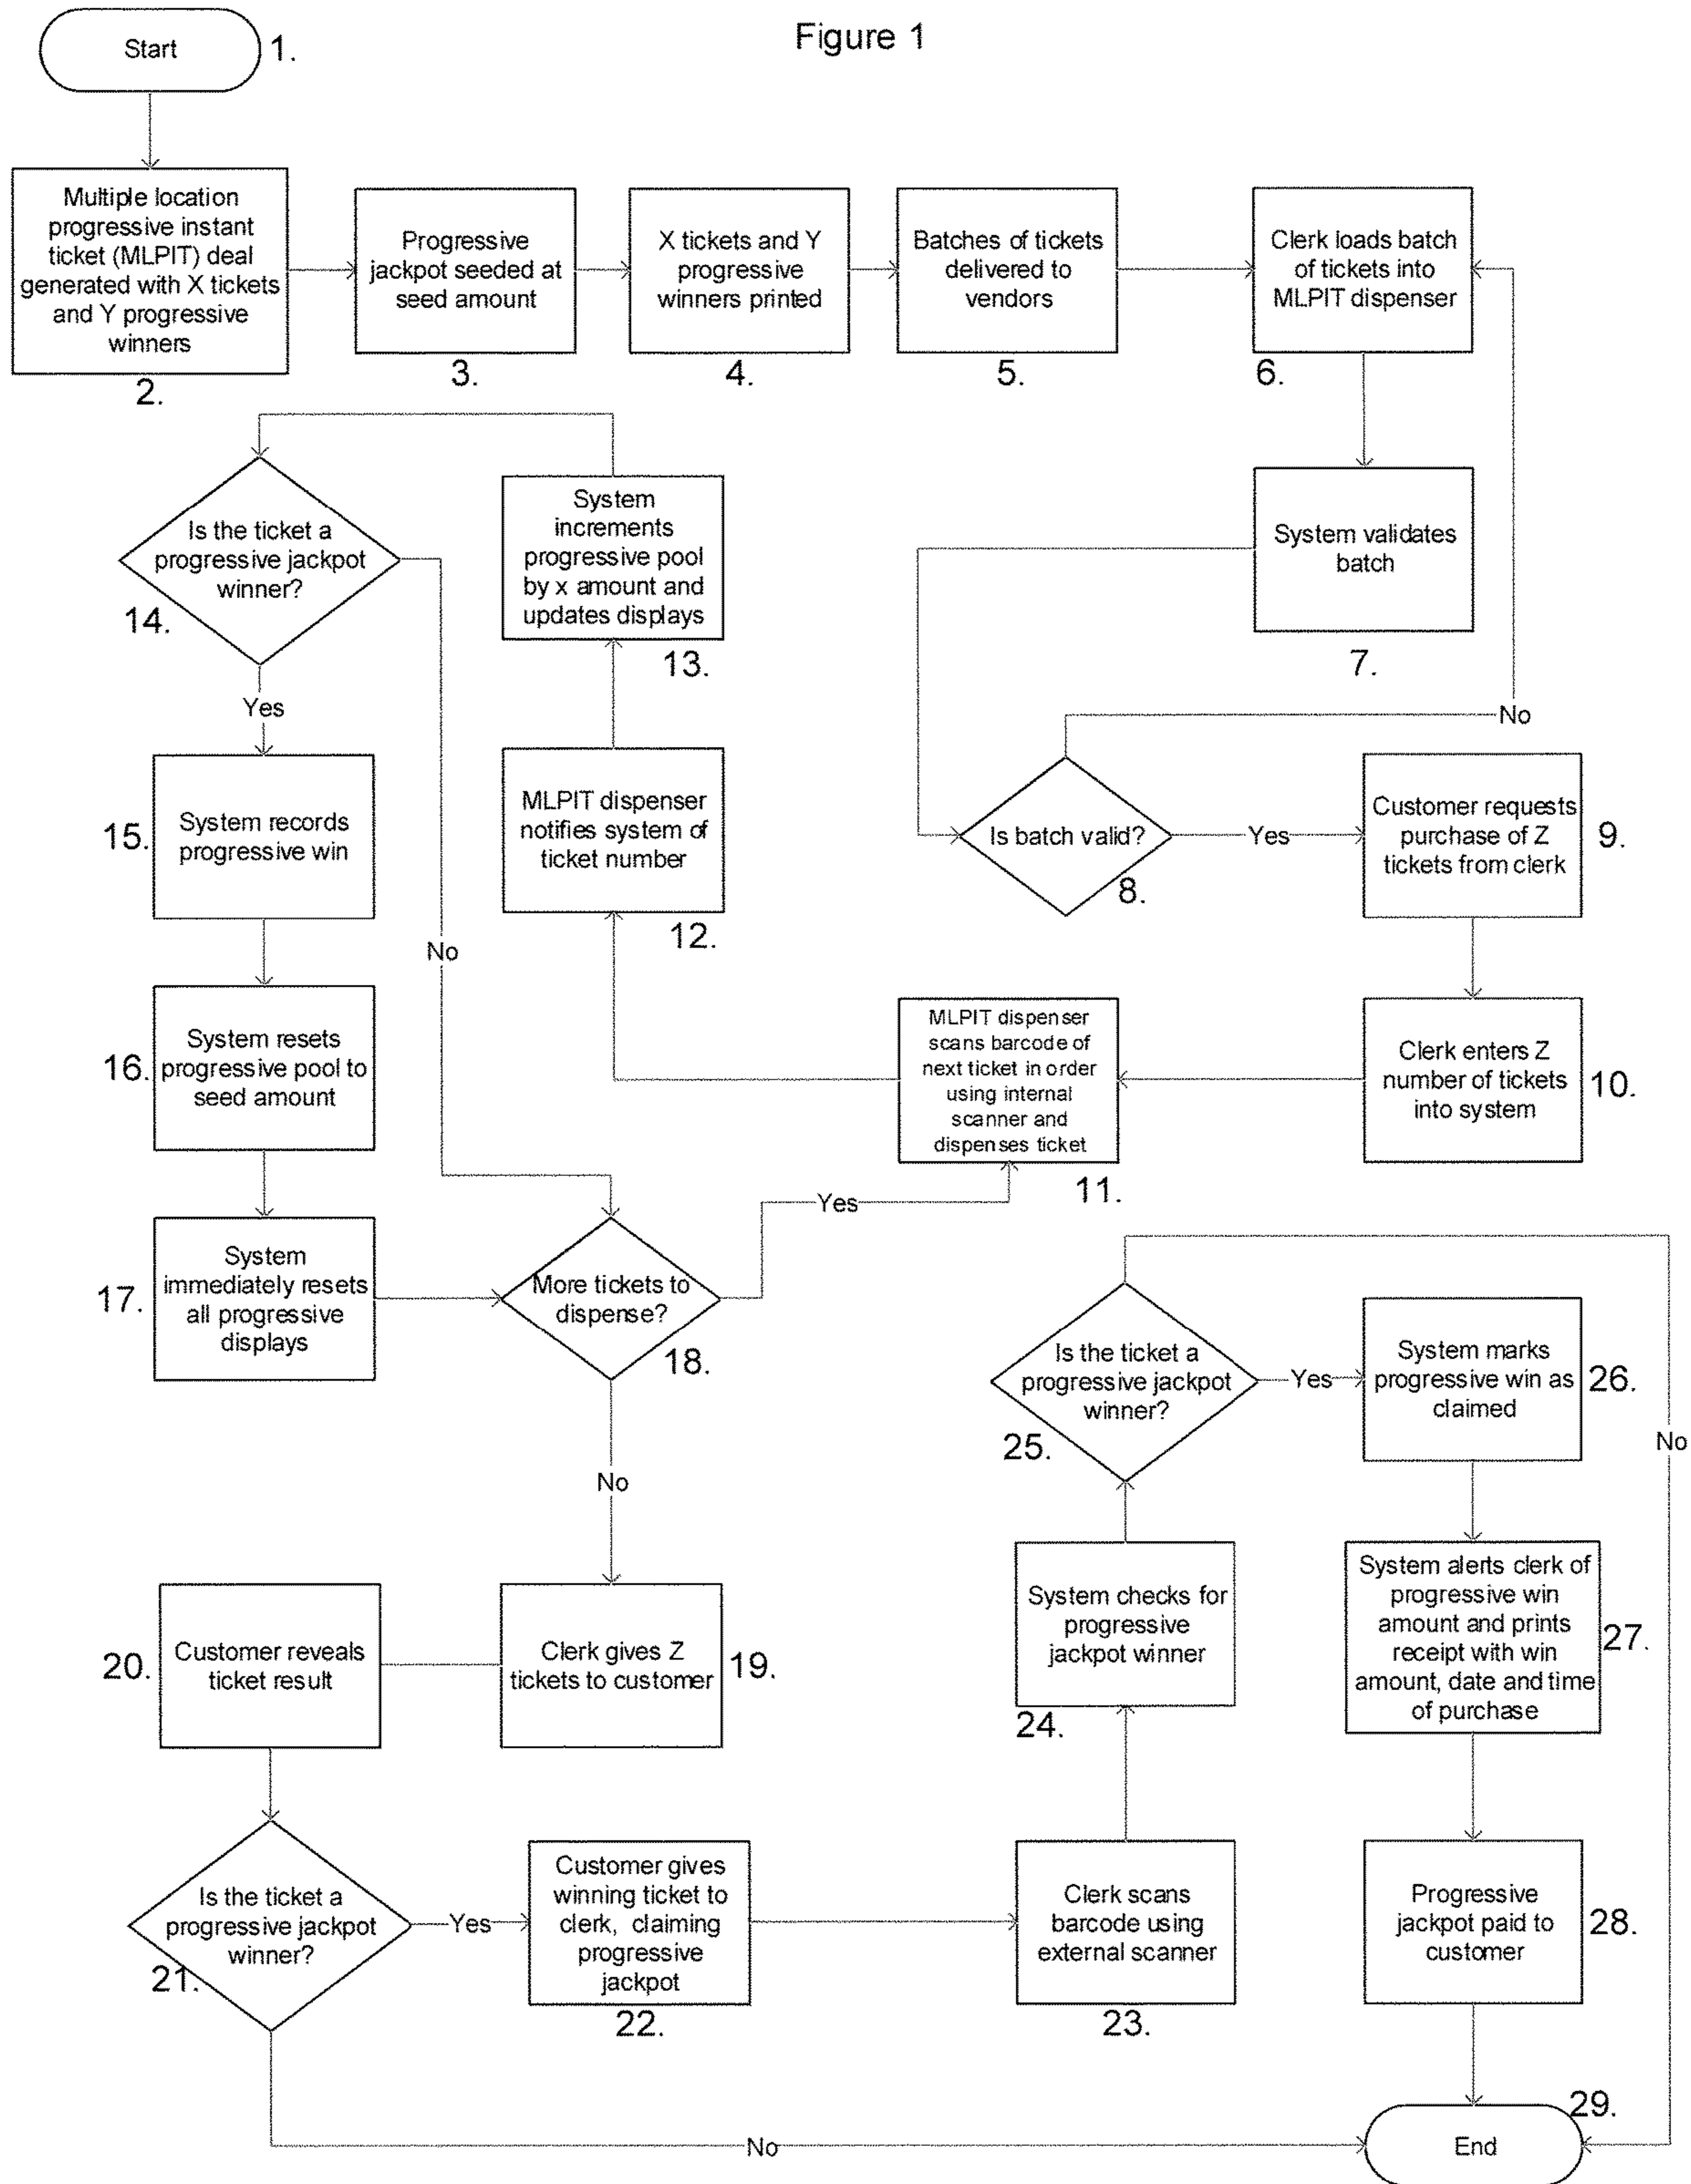 Figure 1
Start
1.
Multiple location
progressive instant
ticket (MLPIT) deal
generated with X tickets
and Y progressive
winners
2.
Progressive
jackpot seeded at
seed amount
3.
X tickets and Y
progressive
winners printed
4.
Batches of tickets
delivered to
vendors
5.
Clerk loads batch
of tickets into
MLPIT dispenser
6.
System validates
batch
7.
Is batch valid?
8.
No
Yes
Customer requests
purchase of Z
tickets from clerk
9.
Clerk enters Z
number of tickets
into system
10.
MLPIT dispenser
scans barcode of
next ticket in order
using internal
scanner and
dispenses ticket
11.
MLPIT dispenser
notifies system of
ticket number
12.
System
increments
progressive pool
by x amount and
updates displays
13.
Is the ticket a
progressive jackpot
winner?
14.
Yes
No
System records
progressive win
15.
System resets
progressive pool to
seed amount
16.
System
immediately resets
all progressive
displays
17.
More tickets to
dispense?
18.
Yes
No
Clerk gives Z
tickets to customer
19.
Customer reveals
ticket result
20.
Is the ticket a
progressive jackpot
winner?
21.
Yes
No
Customer gives
winning ticket to
clerk, claiming
progressive
jackpot
22.
Clerk scans
barcode using
external scanner
23.
System checks for
progressive
jackpot winner
24.
Is the ticket a
progressive jackpot
winner?
25.
Yes
No
System marks
progressive win as
claimed
26.
System alerts clerk of
progressive win
amount and prints
receipt with win
amount, date and time
of purchase
27.
Progressive
jackpot paid to
customer
28.
End
29.